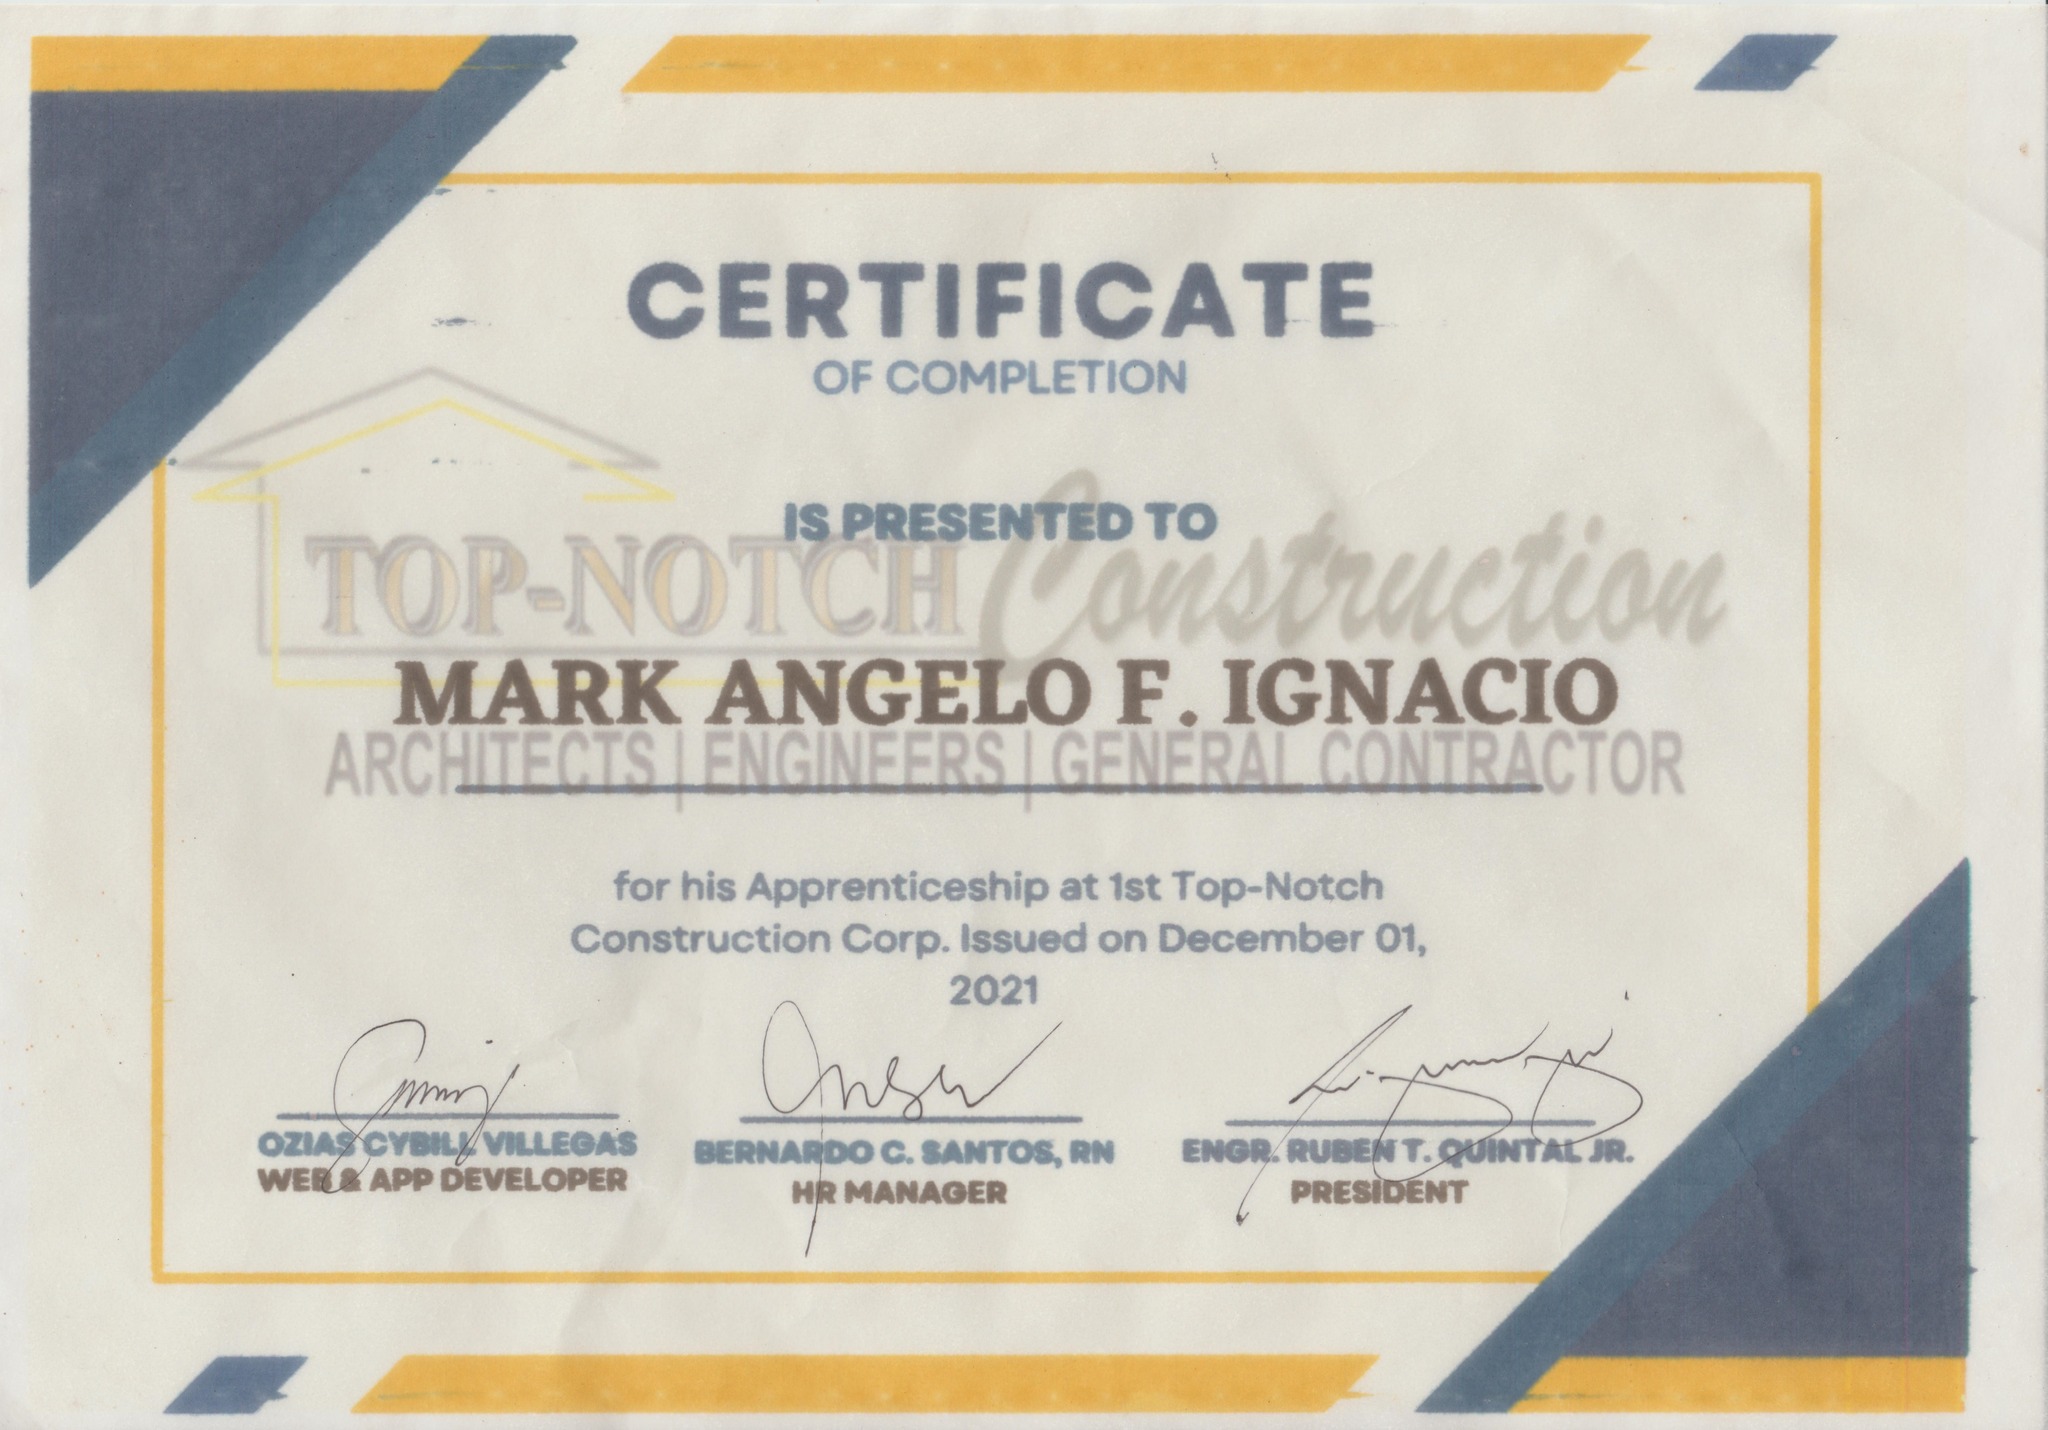 CERTIFICATE
OF COMPLETION
IS PRESENTED TO
TOP-NOTCH Construction
MARK ANGELO F. IGNACIO
ARCHITECTS | ENGINEERS | GENERAL CONTRACTOR
for his Apprenticeship at 1st Top-Notch
Construction Corp. Issued on December 01,
2021
OZIAS CYBILL VILLEGAS
WEB & APP DEVELOPER
BERNARDO C. SANTOS, RN
HR MANAGER
ENGR. RUBEN T. QUINTAL JR.
PRESIDENT